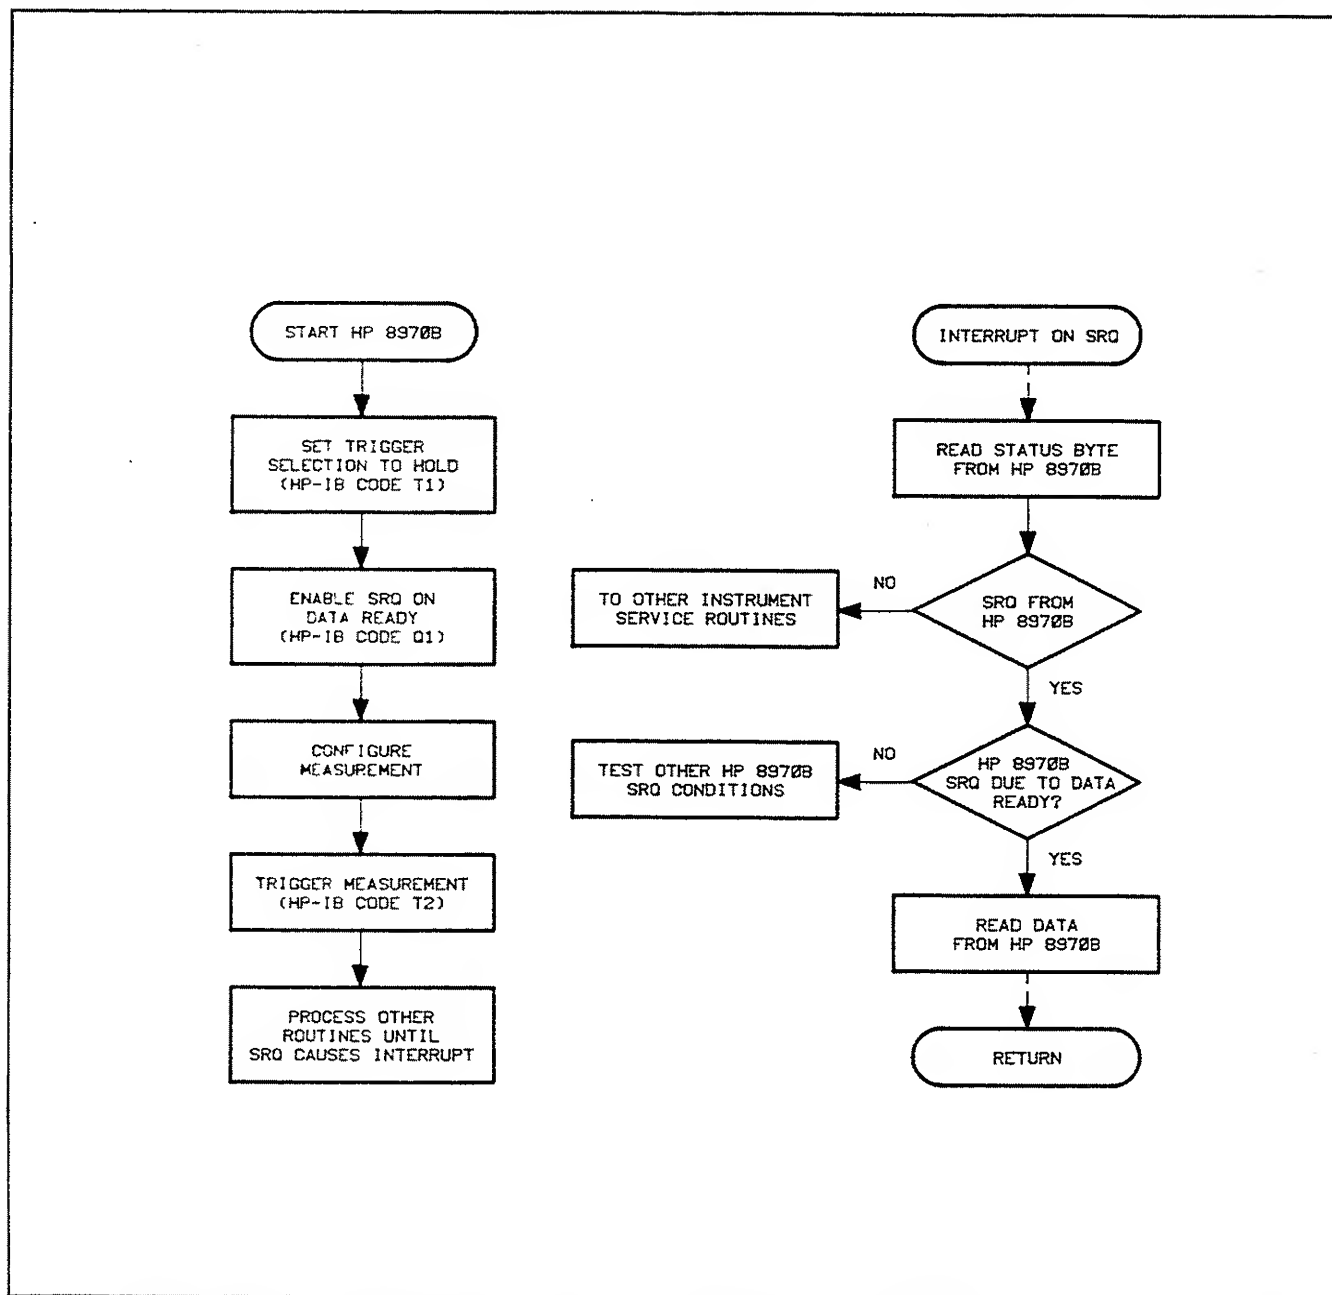 START HP 8970B
SET TRIGGER
SELECTION TO HOLD
(HP-IB CODE T1)
ENABLE SRQ ON
DATA READY
(HP-IB CODE Q1)
CONFIGURE
MEASUREMENT
TRIGGER MEASUREMENT
(HP-IB CODE T2)
PROCESS OTHER
ROUTINES UNTIL
SRQ CAUSES INTERRUPT
INTERRUPT ON SRQ
READ STATUS BYTE
FROM HP 8970B
SRQ FROM
HP 8970B
NO
TO OTHER INSTRUMENT
SERVICE ROUTINES
YES
HP 8970B
SRQ DUE TO DATA
READY?
NO
TEST OTHER HP 8970B
SRQ CONDITIONS
YES
READ DATA
FROM HP 8970B
RETURN